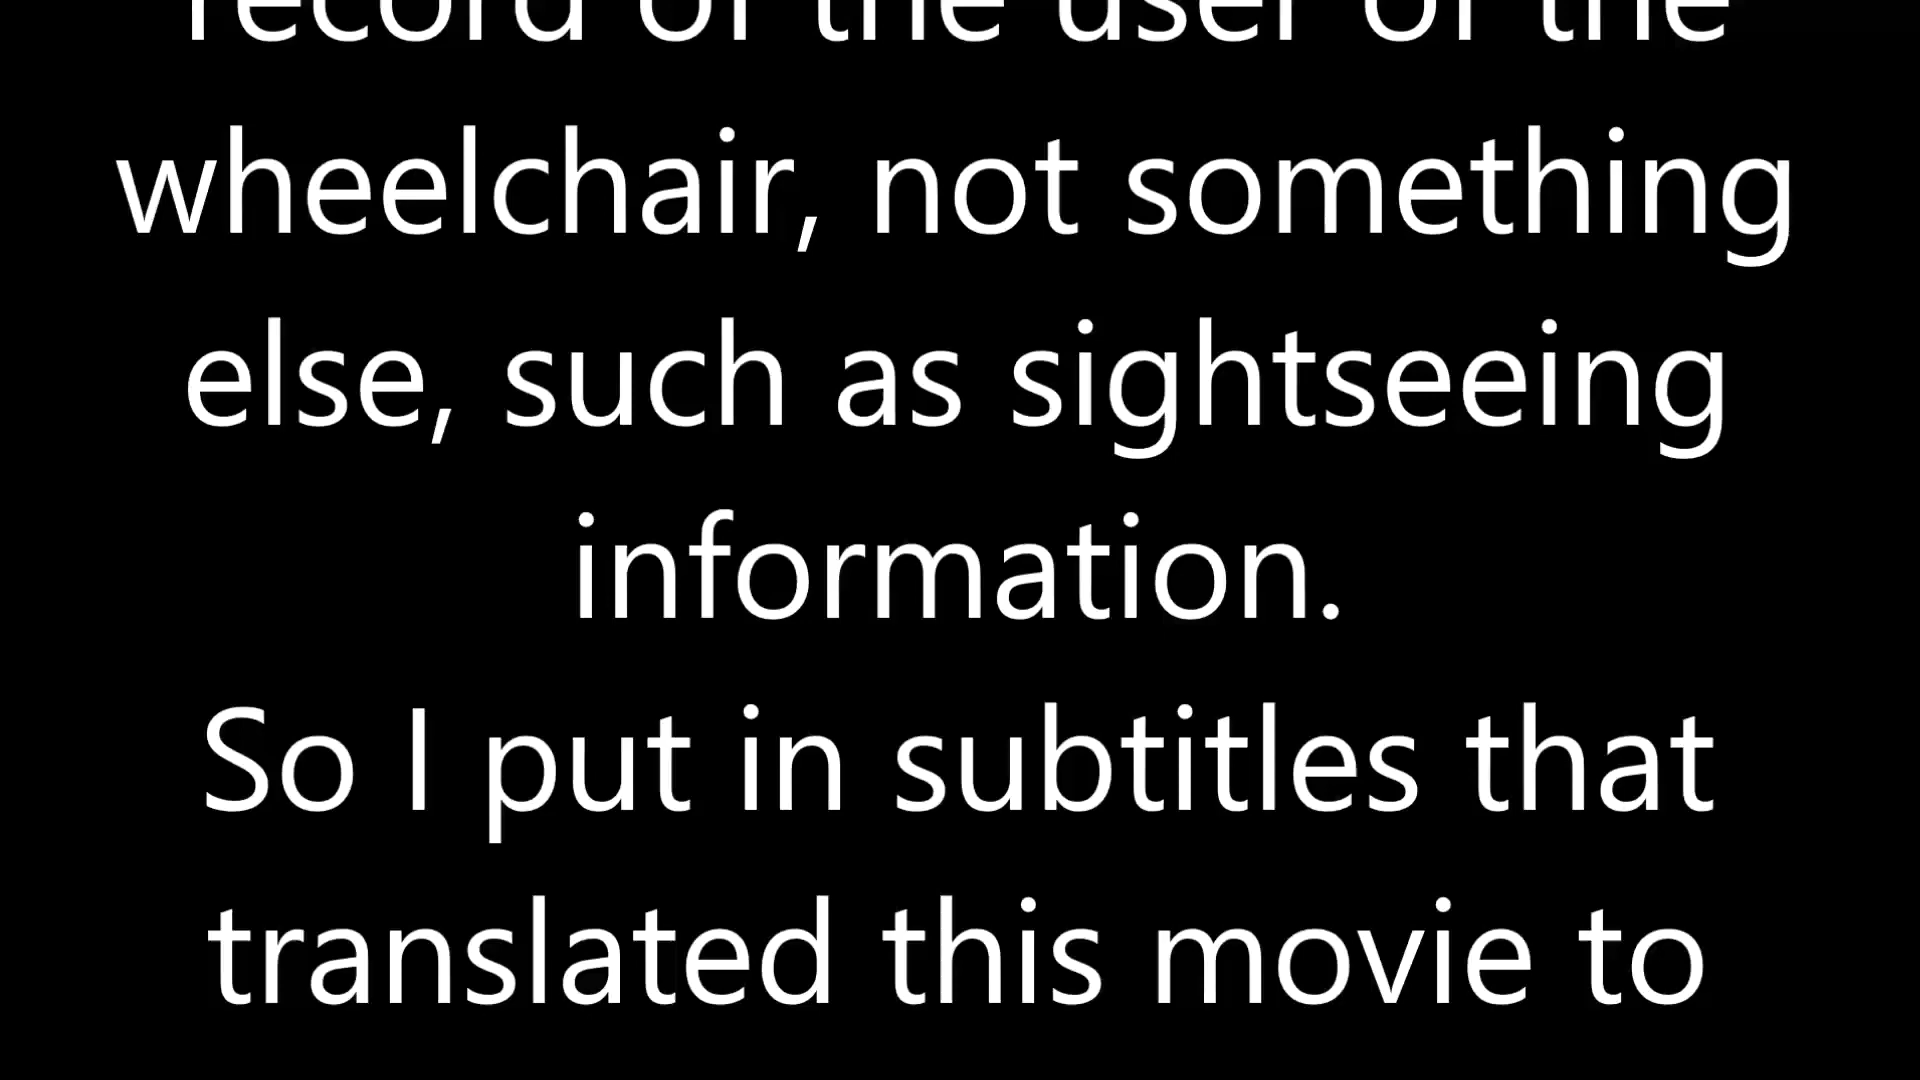 record of the user of the
wheelchair, not something
else, such as sightseeing
information.
So I put in subtitles that
translated this movie to